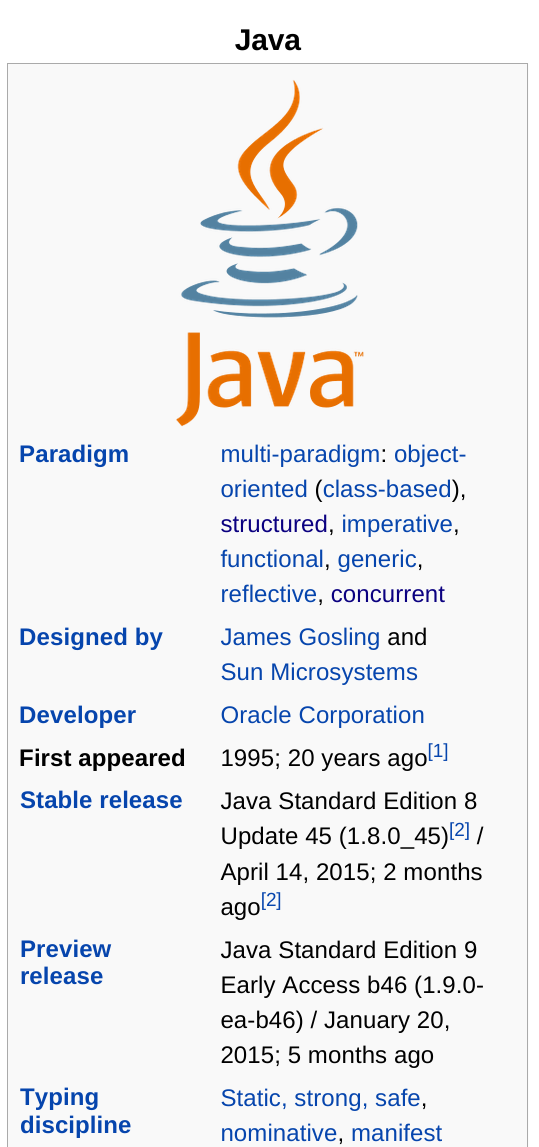 Java
Java™
Paradigm
multi-paradigm: object-
oriented (class-based),
structured, imperative,
functional, generic,
reflective, concurrent
Designed by
James Gosling and
Sun Microsystems
Developer
Oracle Corporation
First appeared
1995; 20 years ago[1]
Stable release
Java Standard Edition 8
Update 45 (1.8.0_45)[2] /
April 14, 2015; 2 months
ago[2]
Preview
release
Java Standard Edition 9
Early Access b46 (1.9.0-
ea-b46) / January 20,
2015; 5 months ago
Typing
discipline
Static, strong, safe,
nominative, manifest